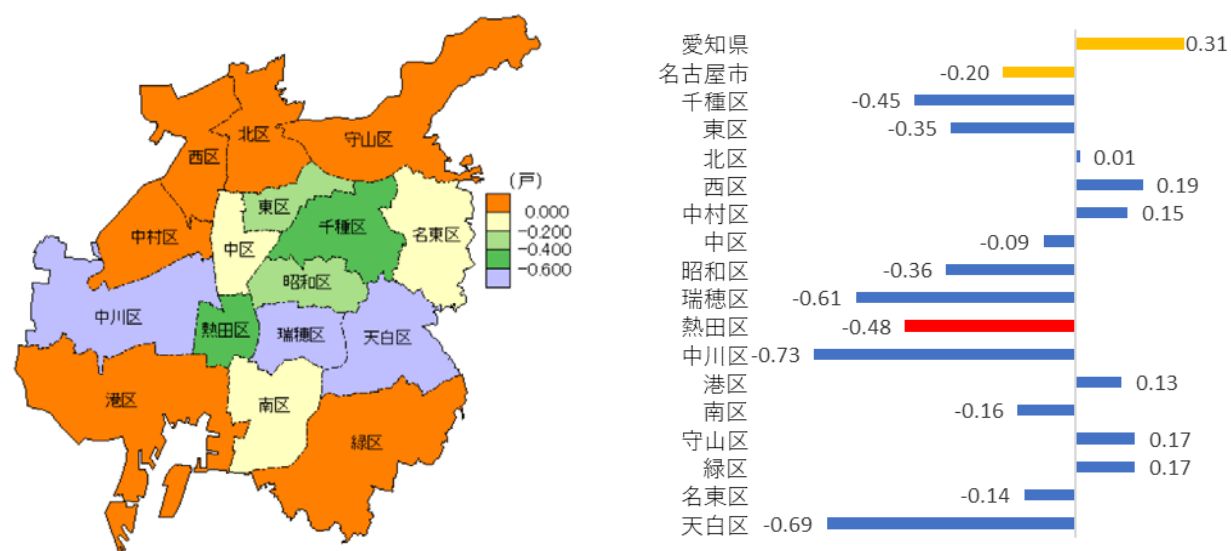 北区
守山区
西区
東区
千種区
名東区
中村区
中区
昭和区
中川区
熱田区
瑞穂区
天白区
港区
南区
緑区
(戸)
0.000
-0.200
-0.400
-0.600
愛知県 0.31
名古屋市 -0.20
千種区 -0.45
東区 -0.35
北区 0.01
西区 0.19
中村区 0.15
中区 -0.09
昭和区 -0.36
瑞穂区 -0.61
熱田区 -0.48
中川区 -0.73
港区 0.13
南区 -0.16
守山区 0.17
緑区 0.17
名東区 -0.14
天白区 -0.69